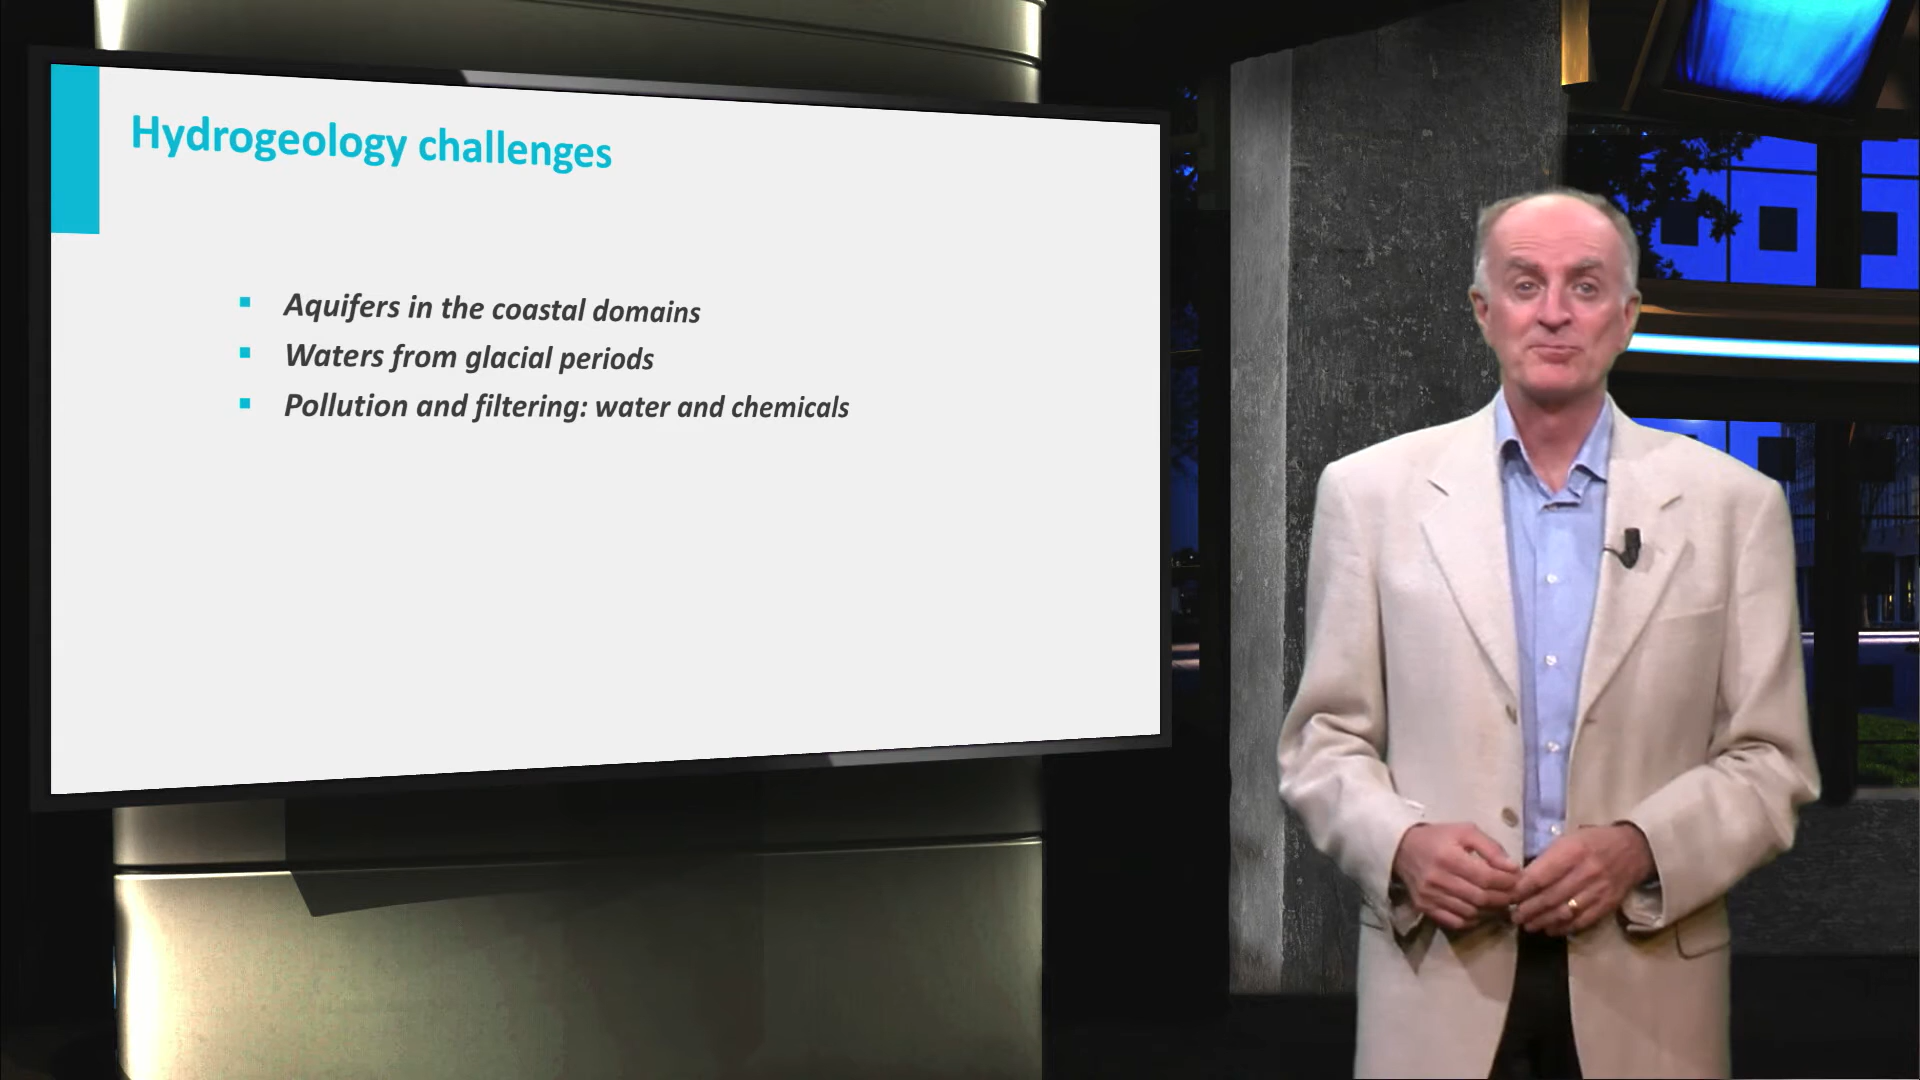 Hydrogeology challenges
Aquifers in the coastal domains
Waters from glacial periods
Pollution and filtering: water and chemicals